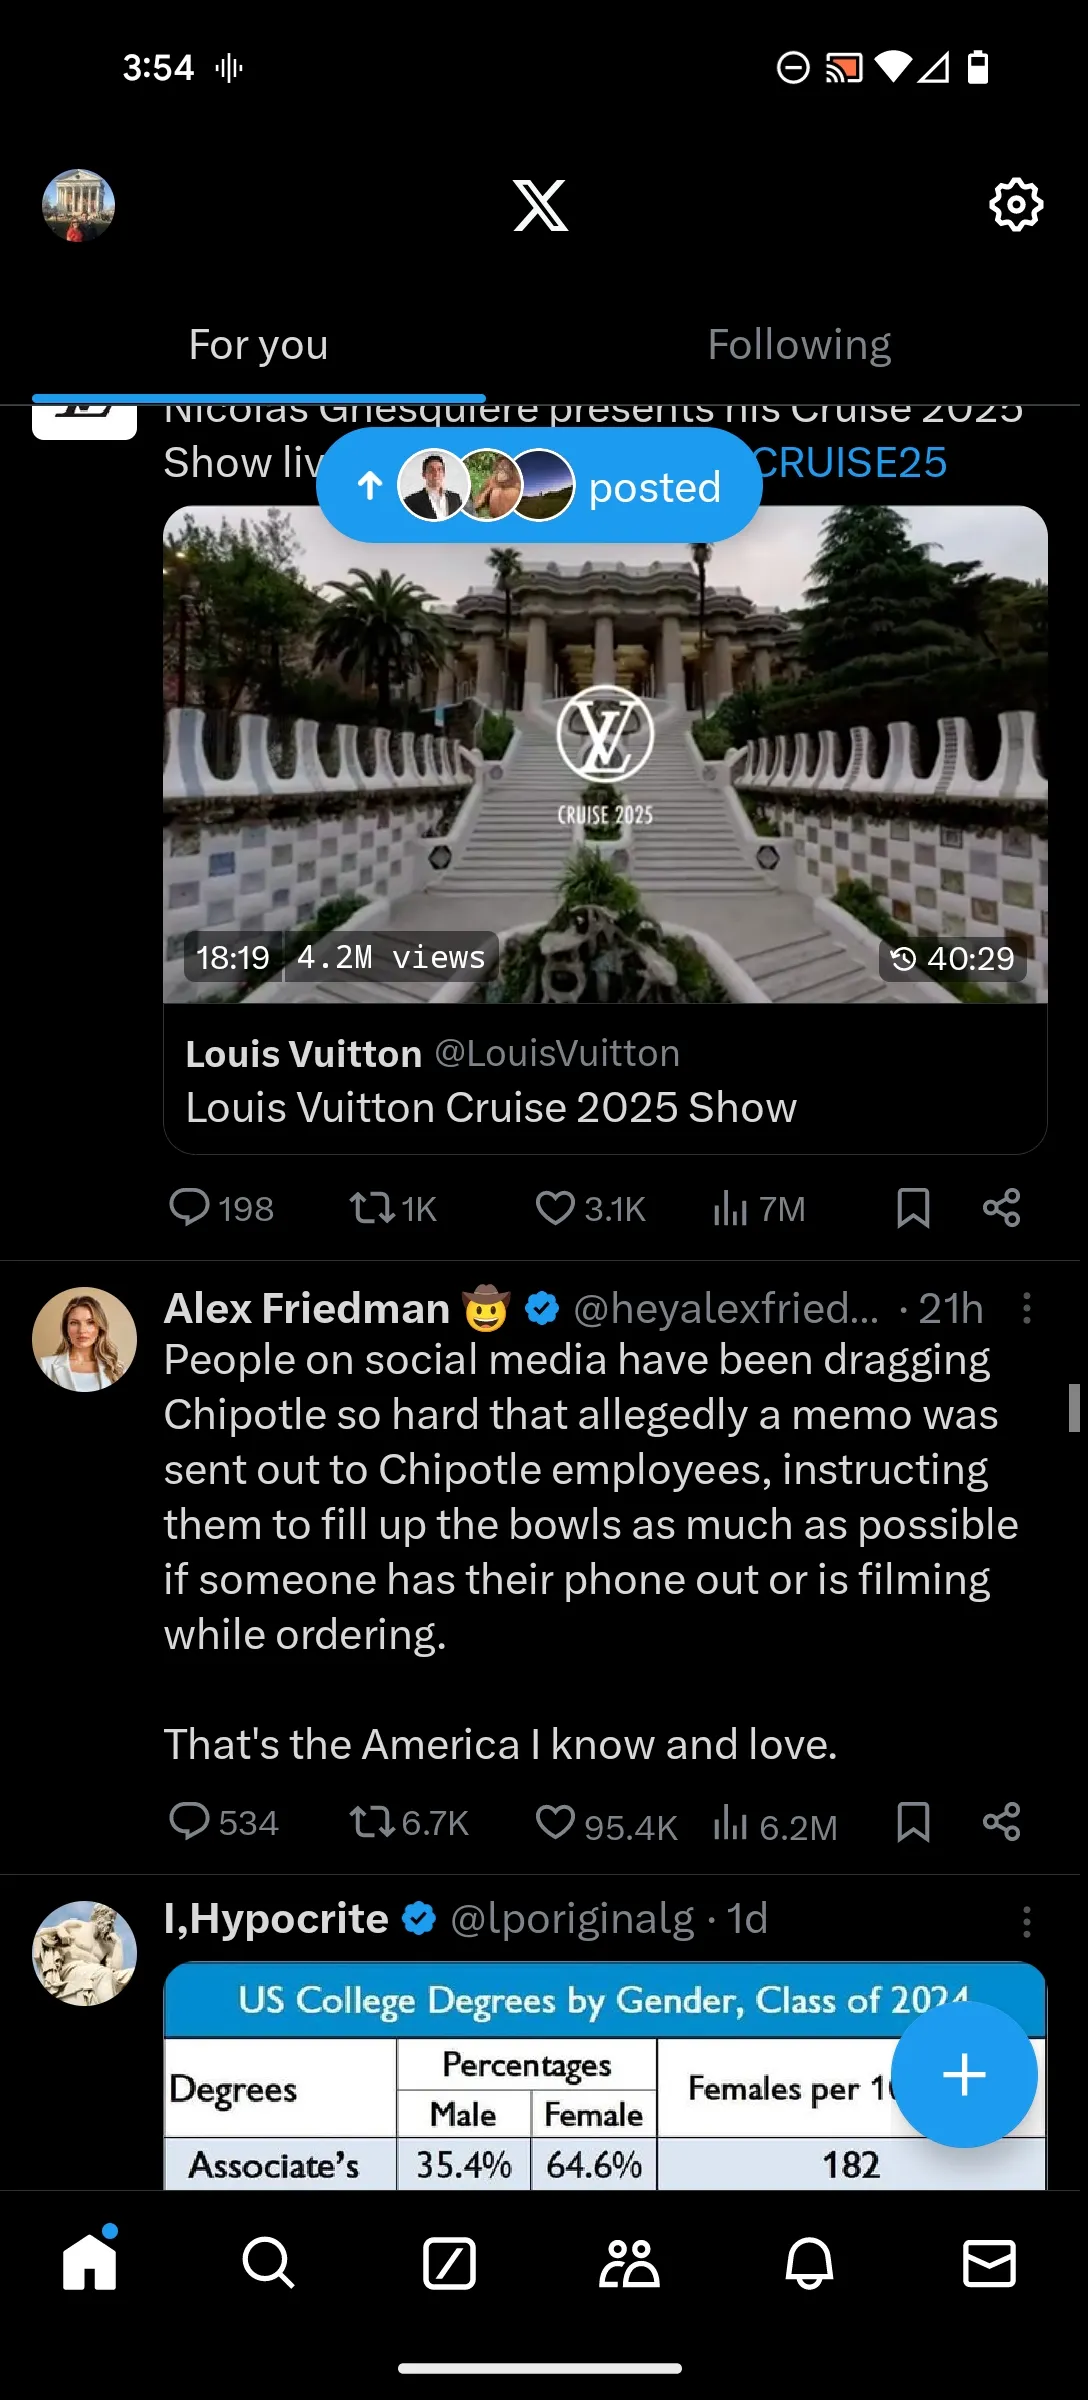 3:54
For you
Following
Nicolas Ghesquière presents his Cruise 2025
Show liv
CRUISE25
posted
LV
CRUISE 2025
18:19
4.2M views
40:29
Louis Vuitton @LouisVuitton
Louis Vuitton Cruise 2025 Show
198
1K
3.1K
7M
Alex Friedman 🤠 @heyalexfried... · 21h
People on social media have been dragging
Chipotle so hard that allegedly a memo was
sent out to Chipotle employees, instructing
them to fill up the bowls as much as possible
if someone has their phone out or is filming
while ordering.
That's the America I know and love.
534
6.7K
95.4K
6.2M
I,Hypocrite @lporiginalg · 1d
US College Degrees by Gender, Class of 2024
Degrees
Percentages
Females per 1
Male
Female
Associate's
35.4%
64.6%
182